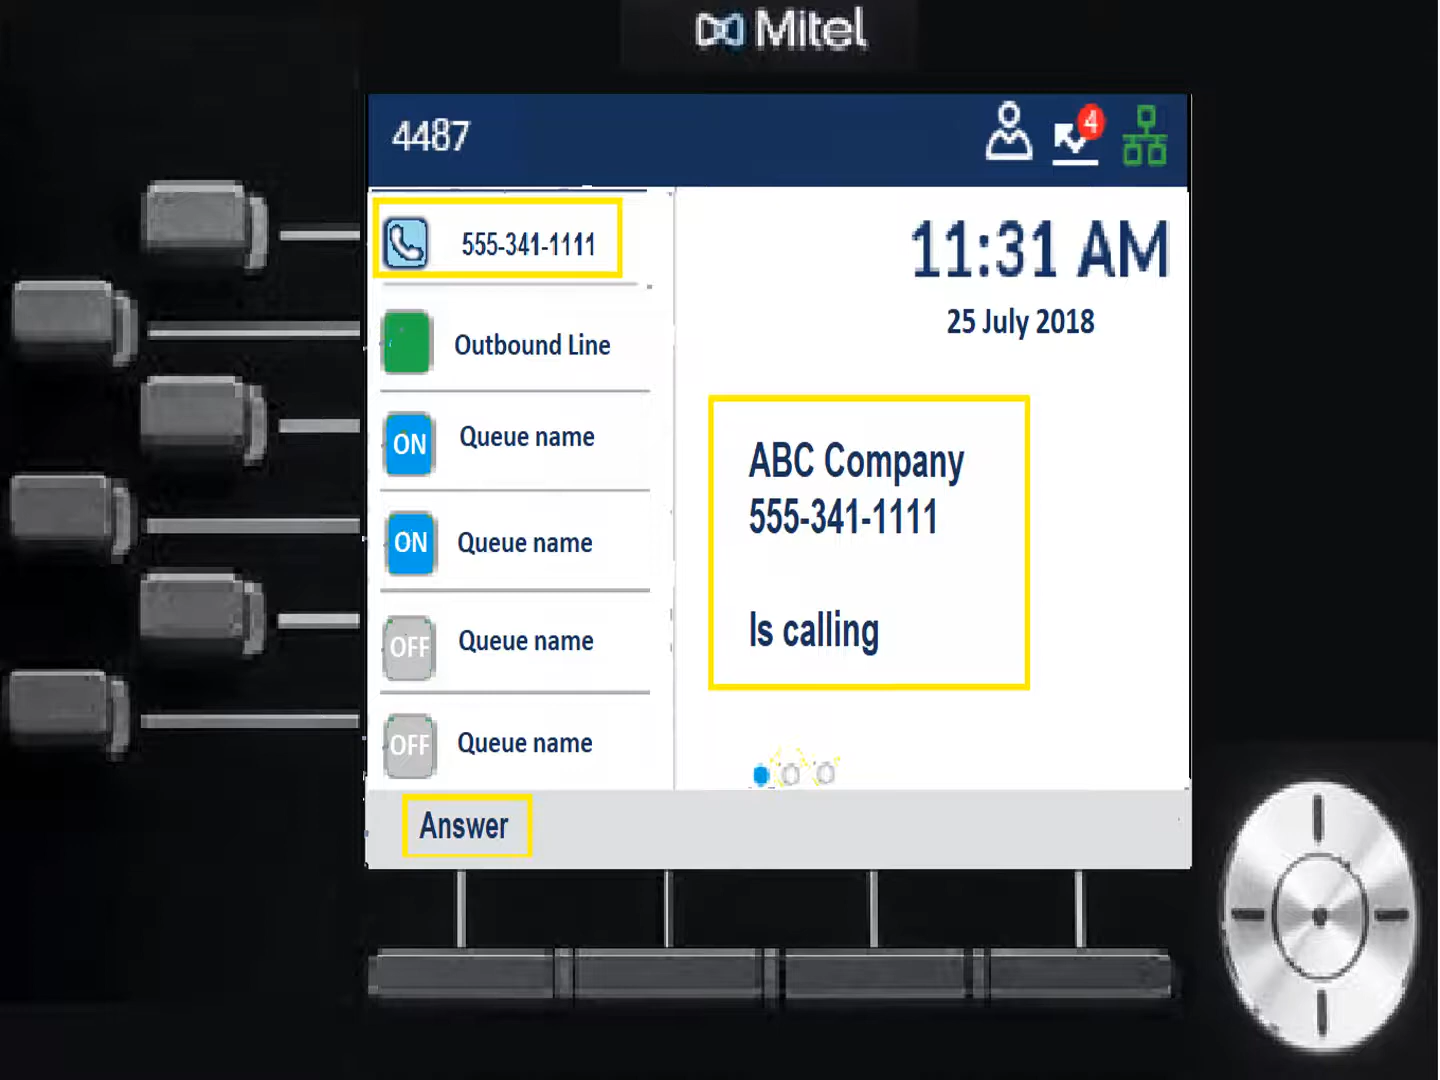 Mitel
4487
4
555-341-1111
11:31 AM
25 July 2018
Outbound Line
ON Queue name
ON Queue name
OFF Queue name
OFF Queue name
ABC Company
555-341-1111
Is calling
Answer